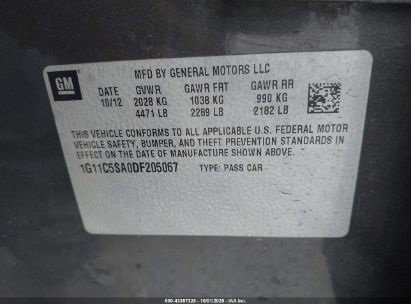 GM
MFD BY GENERAL MOTORS LLC
DATE GVWR GAWR FRT GAWR RR
10/12 2028 KG 1038 KG 990 KG
4471 LB 2289 LB 2182 LB
THIS VEHICLE CONFORMS TO ALL APPLICABLE U.S. FEDERAL MOTOR
VEHICLE SAFETY, BUMPER, AND THEFT PREVENTION STANDARDS IN
EFFECT ON THE DATE OF MANUFACTURE SHOWN ABOVE.
1G11C5SA0DF205067 TYPE: PASS CAR